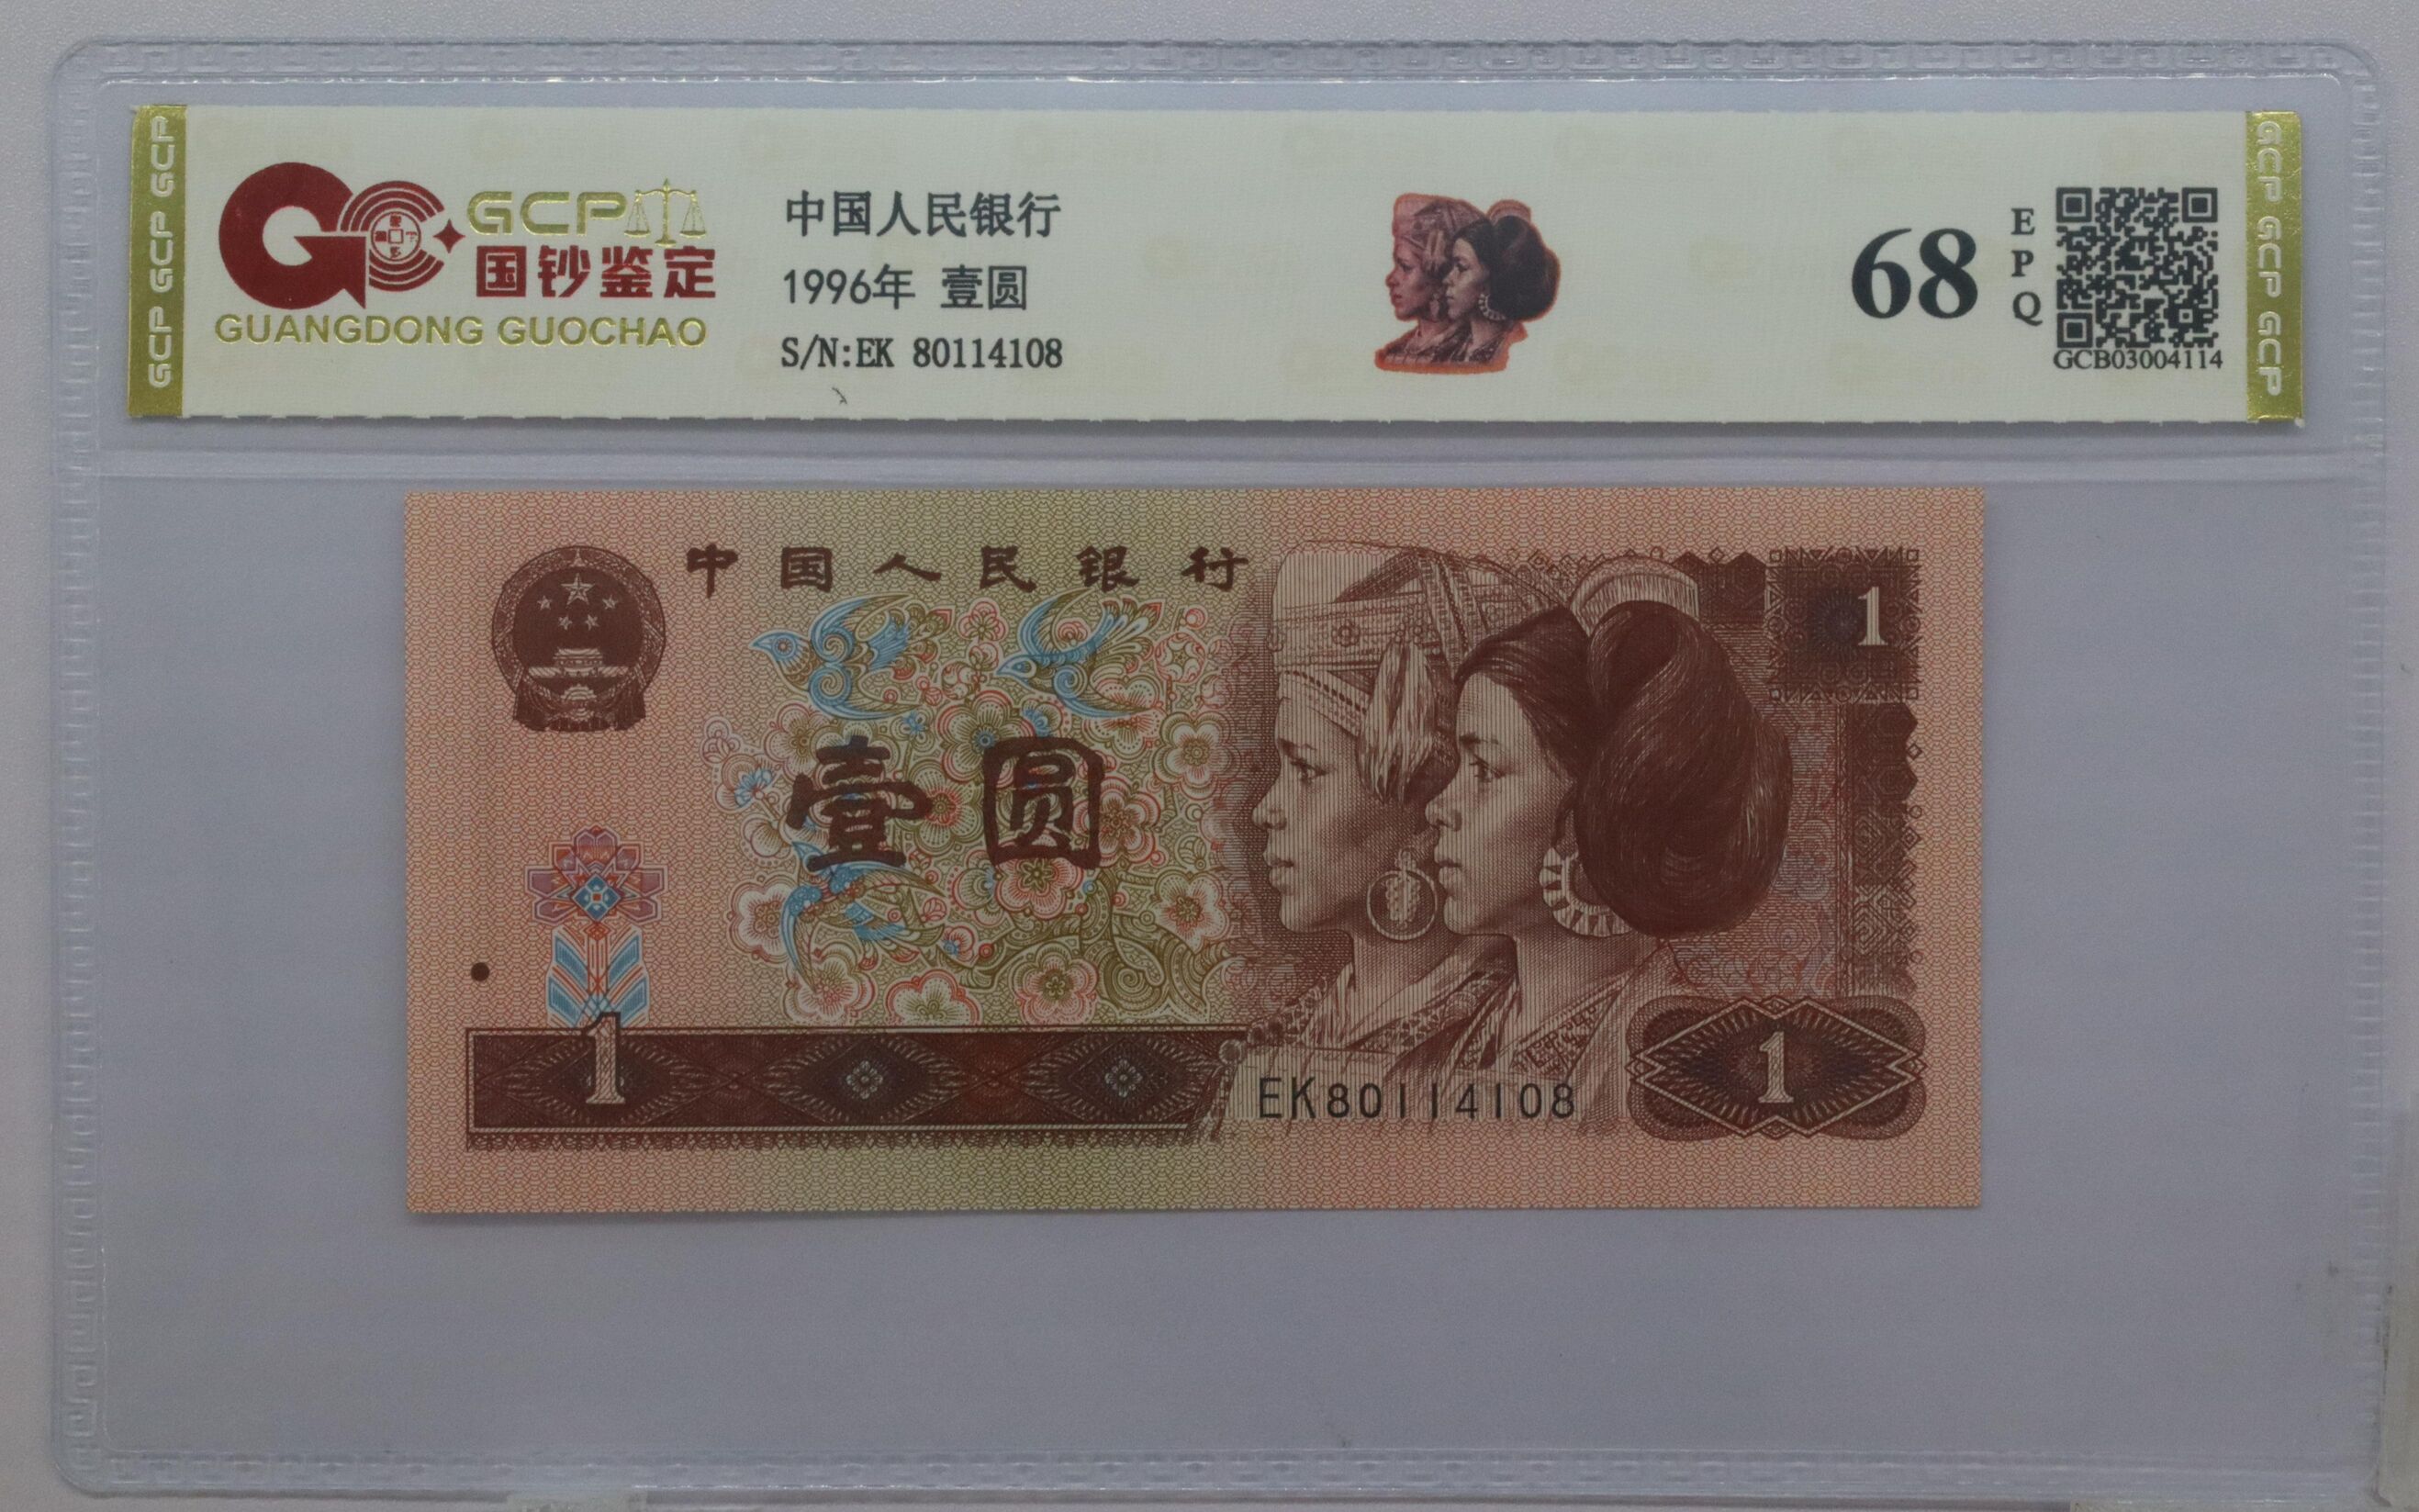 GCP GCP GCP
GCP
国钞鉴定
GUANGDONG GUOCHAO
中国人民银行
1996年 壹圆
S/N:EK 80114108
68
EPQ
GCB03004114
GCP GCP GCP
中国人民银行
1
壹圆
1
EK80114108
1